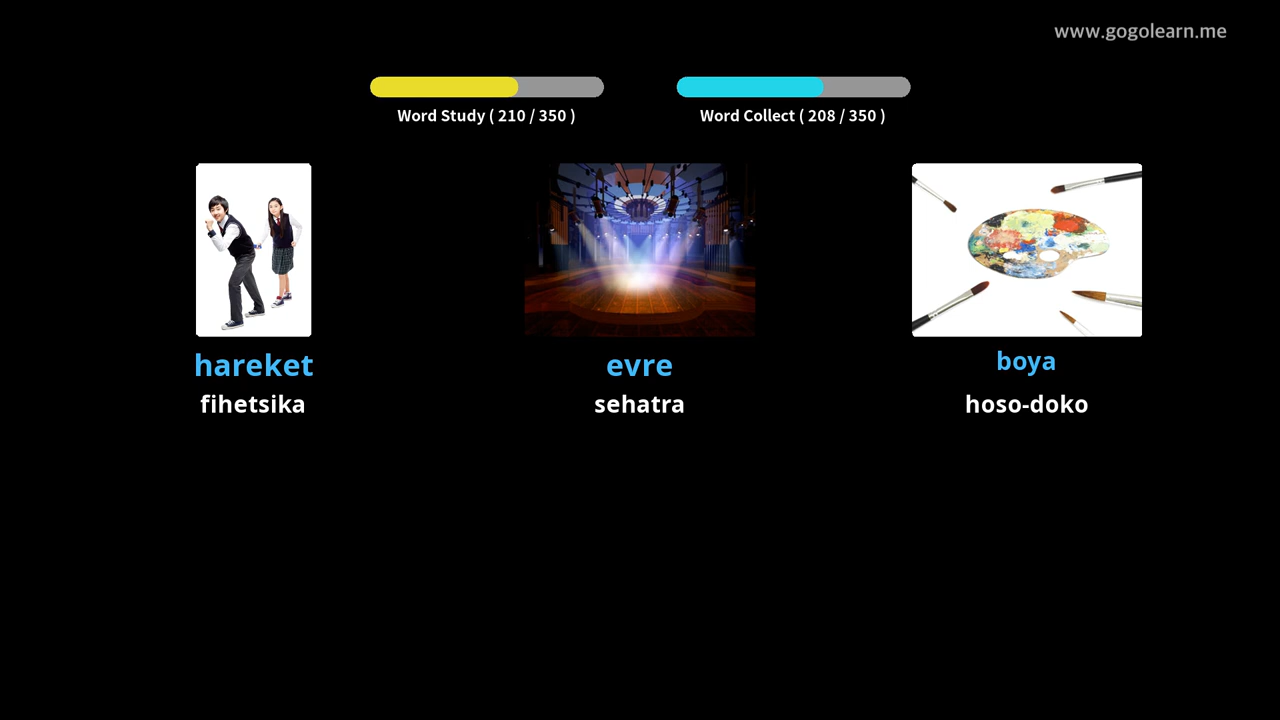 www.gogolearn.me
Word Study ( 210 / 350 )
Word Collect ( 208 / 350 )
hareket
fihetsika
evre
sehatra
boya
hoso-doko